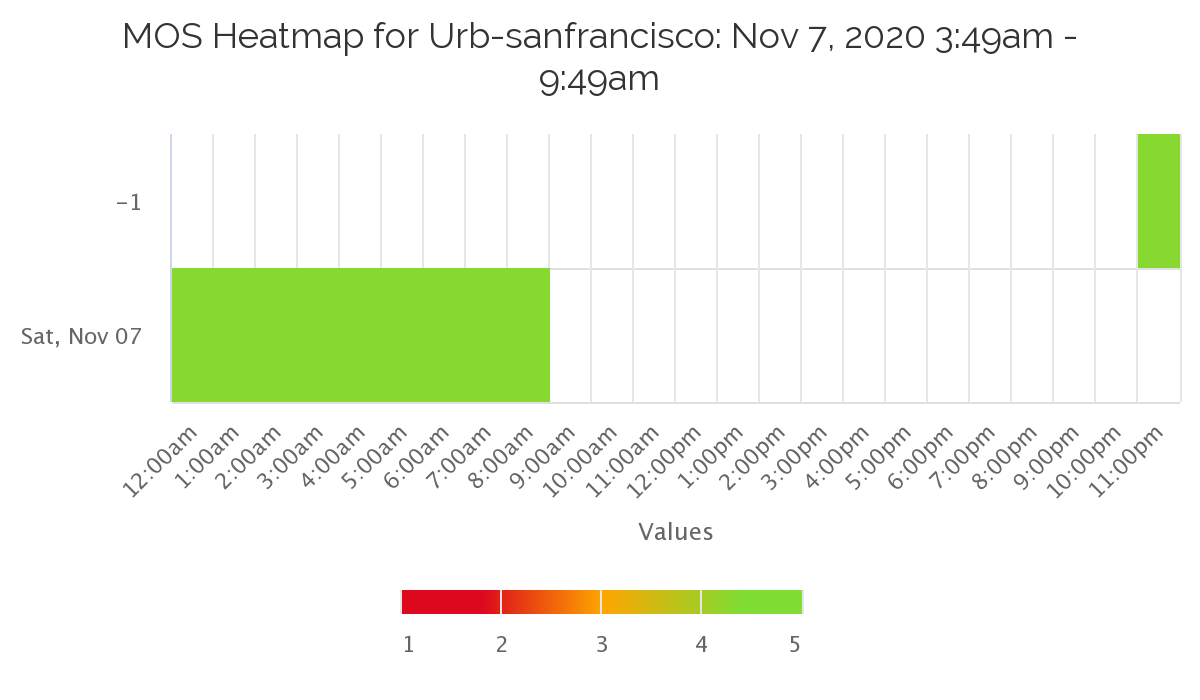 MOS Heatmap for Urb-sanfrancisco: Nov 7, 2020 3:49am -
9:49am
-1
Sat, Nov 07
12:00am
1:00am
2:00am
3:00am
4:00am
5:00am
6:00am
7:00am
8:00am
9:00am
10:00am
11:00am
12:00pm
1:00pm
2:00pm
3:00pm
4:00pm
5:00pm
6:00pm
7:00pm
8:00pm
9:00pm
10:00pm
11:00pm
Values
1 2 3 4 5